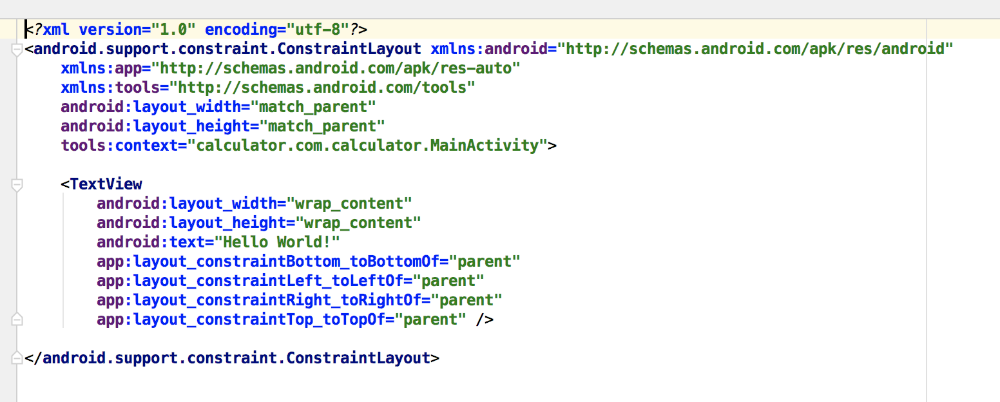 <?xml version="1.0" encoding="utf-8"?>
<android.support.constraint.ConstraintLayout xmlns:android="http://schemas.android.com/apk/res/android"
    xmlns:app="http://schemas.android.com/apk/res-auto"
    xmlns:tools="http://schemas.android.com/tools"
    android:layout_width="match_parent"
    android:layout_height="match_parent"
    tools:context="calculator.com.calculator.MainActivity">

    <TextView
        android:layout_width="wrap_content"
        android:layout_height="wrap_content"
        android:text="Hello World!"
        app:layout_constraintBottom_toBottomOf="parent"
        app:layout_constraintLeft_toLeftOf="parent"
        app:layout_constraintRight_toRightOf="parent"
        app:layout_constraintTop_toTopOf="parent" />

</android.support.constraint.ConstraintLayout>